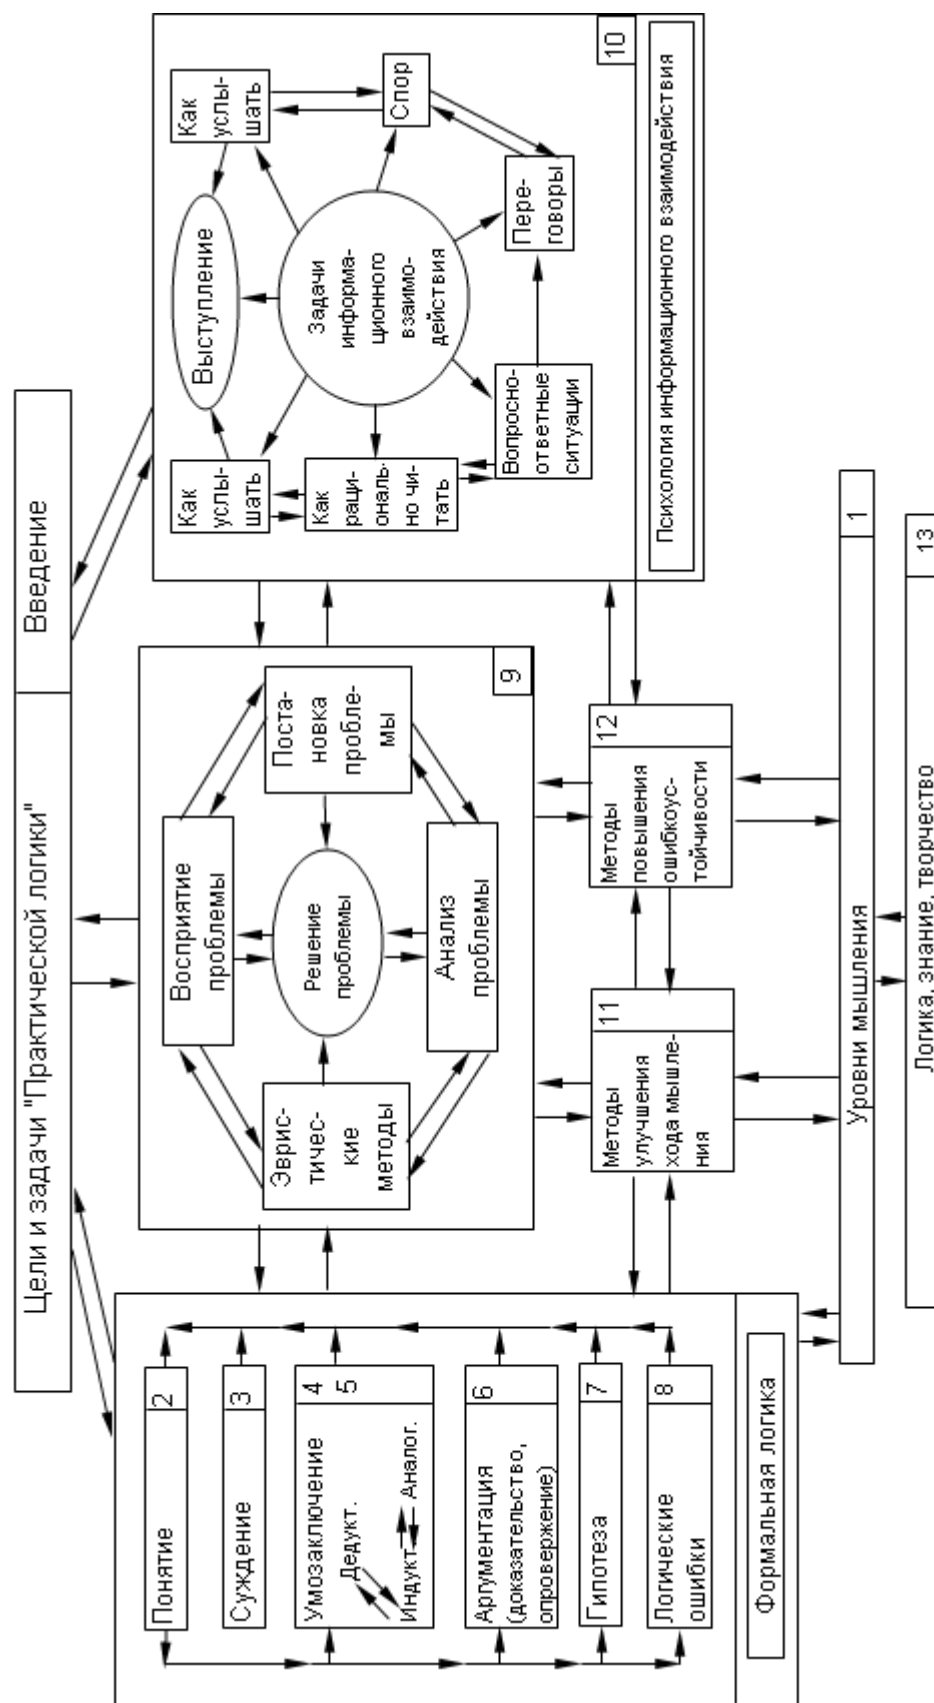 Цели и задачи "Практической логики"
Введение
Понятие
2
Суждение
3
Умозаключение
4
5
Дедукт.
Индукт
Аналог.
Аргументация
(доказательство,
опровержение)
6
Гипотеза
7
Логические
ошибки
8
Формальная логика
Восприятие
проблемы
Эврис-
тичес-
кие
методы
Решение
проблемы
Поста-
новка
пробле-
мы
Анализ
проблемы
9
Методы
улучшения
хода мышле-
ния
11
Методы
повышения
ошибкоус-
тойчивости
12
Как
услы-
шать
Выступление
Как
услы-
шать
Как
раци-
ональ-
но чи-
тать
Задачи
информа-
ционного
взаимо-
действия
Спор
Вопросно-
ответные
ситуации
Пере-
говоры
10
Психология информационного взаимодействия
Уровни мышления
1
Логика, знание, творчество
13